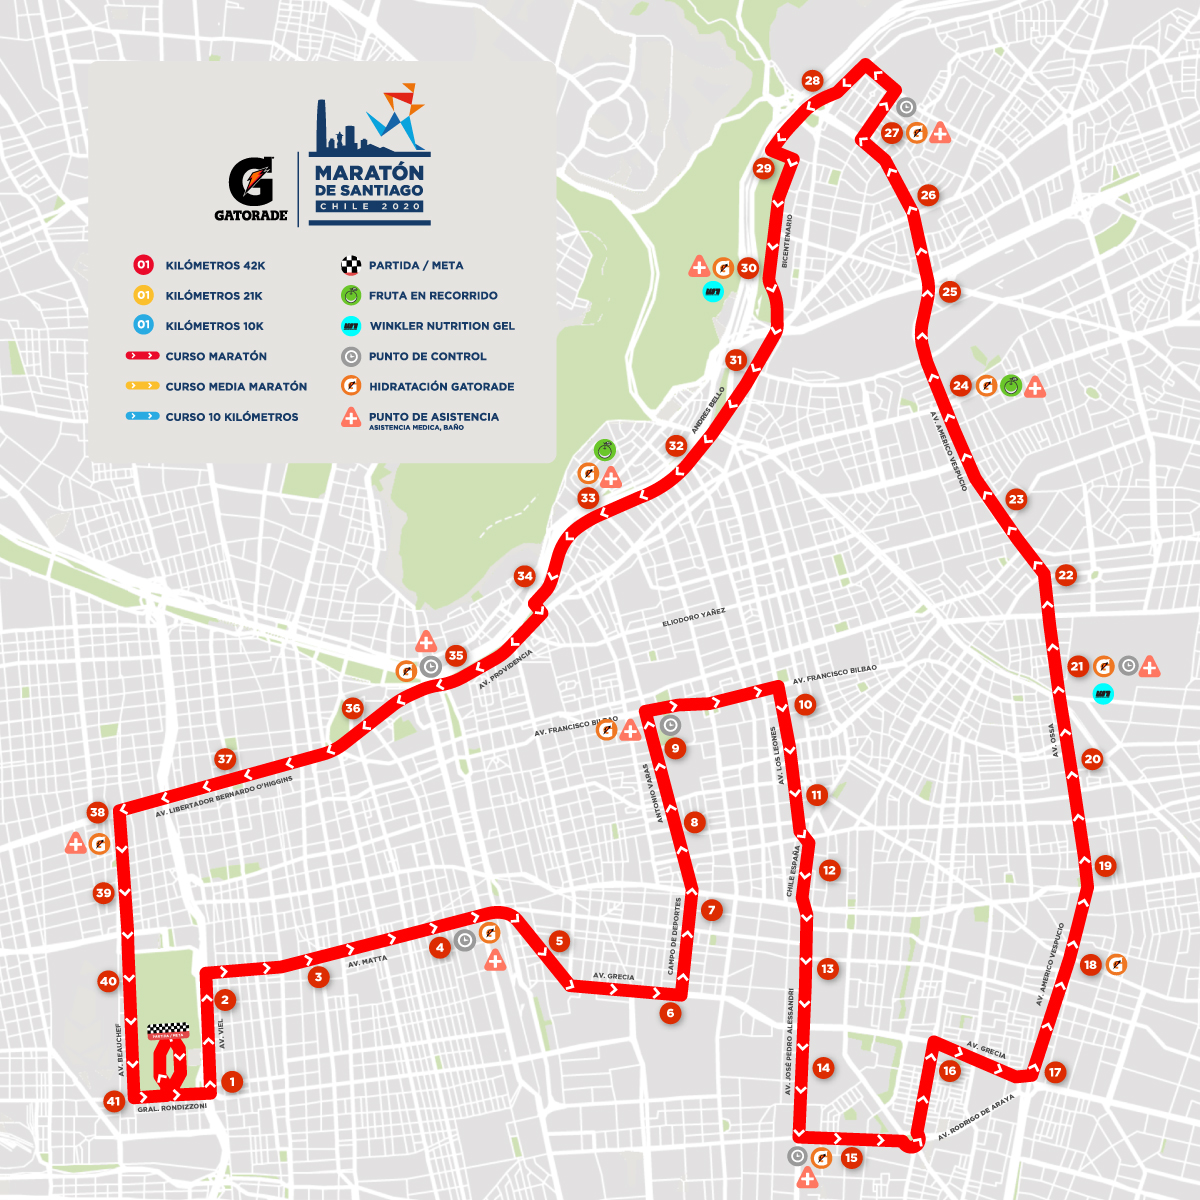 MARATÓN
DE SANTIAGO
CHILE 2020
G
GATORADE
01 KILÓMETROS 42K
01 KILÓMETROS 21K
01 KILÓMETROS 10K
CURSO MARATÓN
CURSO MEDIA MARATÓN
CURSO 10 KILÓMETROS
PARTIDA / META
FRUTA EN RECORRIDO
WINKLER NUTRITION GEL
PUNTO DE CONTROL
HIDRATACIÓN GATORADE
PUNTO DE ASISTENCIA
ASISTENCIA MEDICA, BAÑO
28
27
29
26
BICENTENARIO
30
25
31
24
ANDRES BELLO
AV. AMERICO VESPUCIO
32
33
23
34
22
ELIODORO YAÑEZ
35
AV. PROVIDENCIA
21
AV. FRANCISCO BILBAO
36
10
AV. FRANCISCO BILBAO
9
AV. LOS LEONES
AV. OSSA
37
20
AV. LIBERTADOR BERNARDO O'HIGGINS
ANTONIO VARAS
11
38
8
CHILE ESPAÑA
12
19
39
7
CAMPO DE DEPORTES
5
4
AV. MATTA
3
AV. GRECIA
13
18
AV. AMERICO VESPUCIO
40
2
6
PARTIDA / META
AV. VIEL
AV. BEAUCHEF
AV. JOSÉ PEDRO ALESSANDRI
14
AV. GRECIA
16
17
1
41
GRAL. RONDIZZONI
AV. RODRIGO DE ARAYA
15